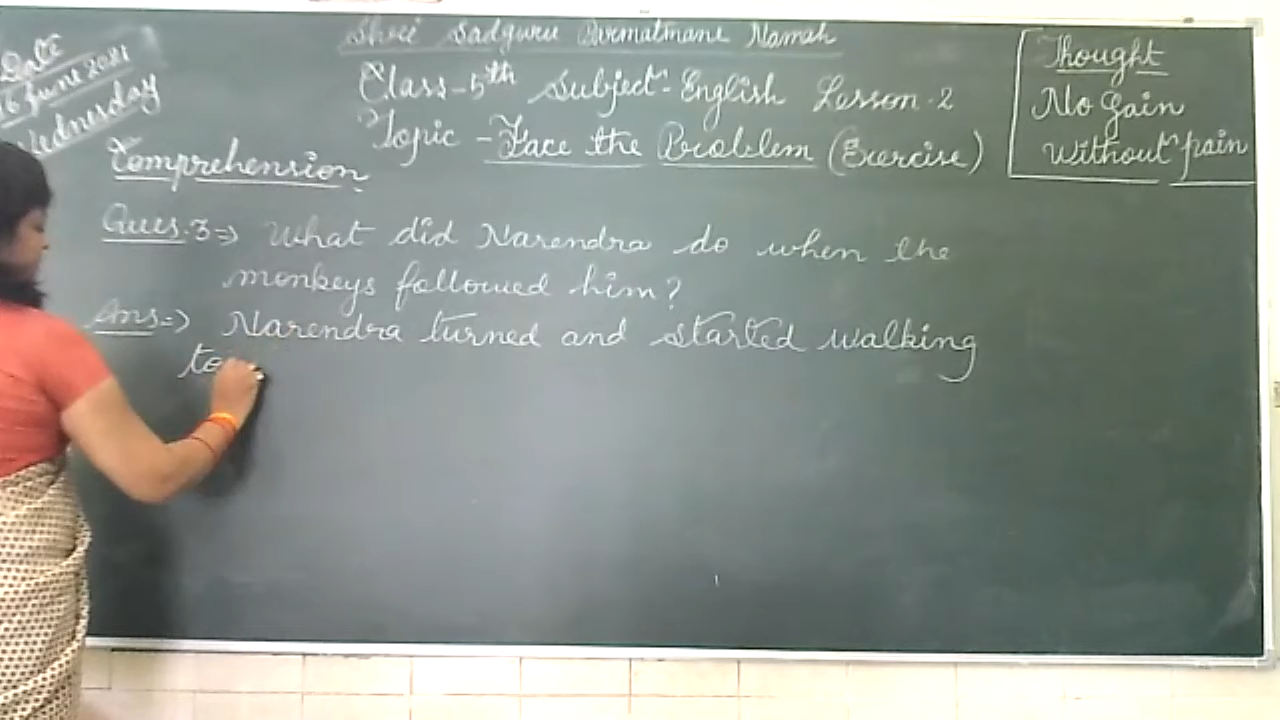 Shree Sadguru Parmatmane Namah
Date
16 June 2021
Wednesday
Class-5th Subject-English Lesson-2
Topic - Face the Problem (Exercise)
Thought
No Gain
without pain
Comprehension
Ques.3=> What did Narendra do when the
monkeys followed him?
Ans=> Narendra turned and started walking
to